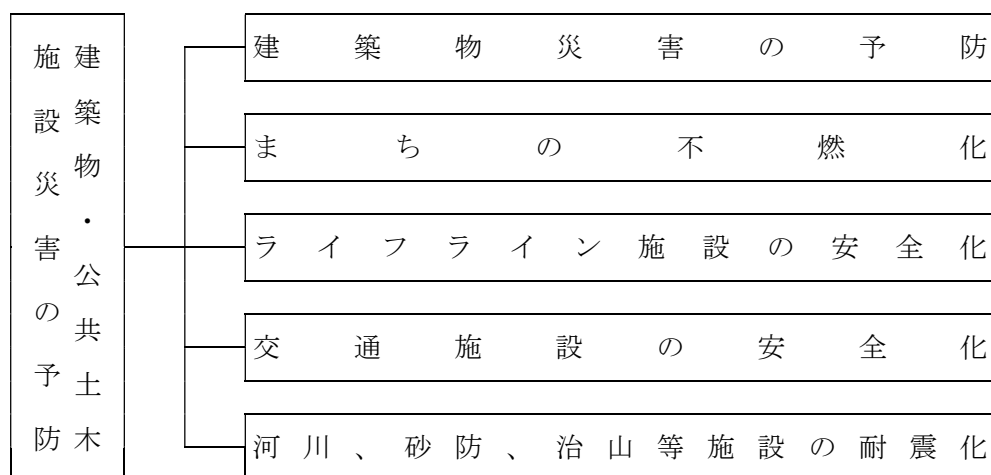 建築物・公共土木
施設災害の予防
建築物災害の予防
まちの不燃化
ライフライン施設の安全化
交通施設の安全化
河川、砂防、治山等施設の耐震化